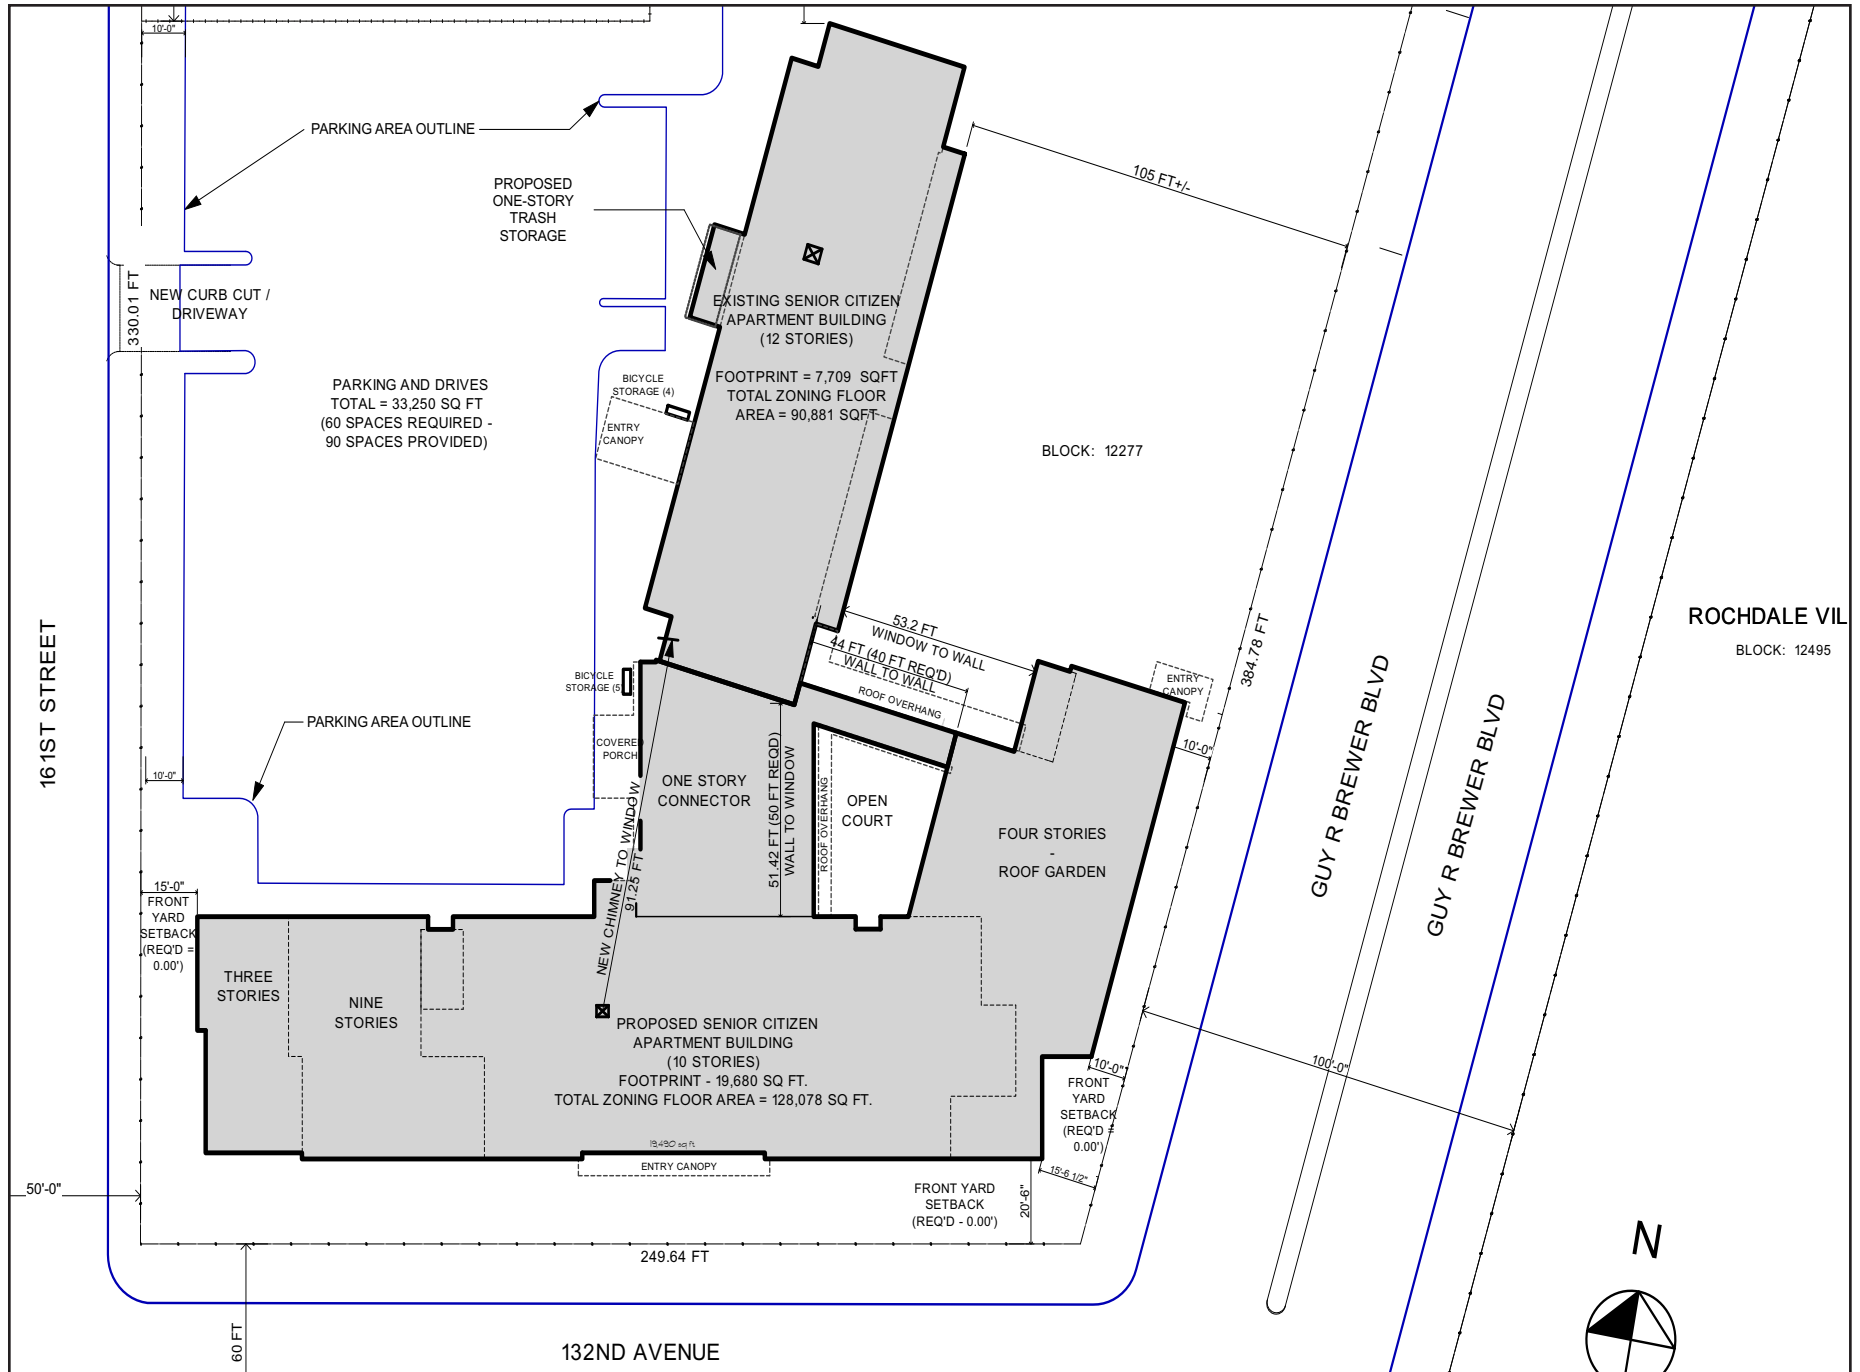 10'-0"
PARKING AREA OUTLINE
PROPOSED
ONE-STORY
TRASH
STORAGE
105 FT+/-
330.01 FT
NEW CURB CUT /
DRIVEWAY
EXISTING SENIOR CITIZEN
APARTMENT BUILDING
(12 STORIES)
FOOTPRINT = 7,709 SQFT
TOTAL ZONING FLOOR
AREA = 90,881 SQFT
PARKING AND DRIVES
TOTAL = 33,250 SQ FT
(60 SPACES REQUIRED -
90 SPACES PROVIDED)
BICYCLE
STORAGE (4)
ENTRY
CANOPY
BLOCK: 12277
161ST STREET
53.2 FT
WINDOW TO WALL
44 FT (40 FT REQ'D)
WALL TO WALL
ROOF OVERHANG
384.78 FT
ROCHDALE VIL
BLOCK: 12495
BICYCLE
STORAGE (5
ENTRY
CANOPY
PARKING AREA OUTLINE
COVERED
PORCH
10'-0"
10'-0"
ONE STORY
CONNECTOR
51.42 FT (50 FT REQD)
WALL TO WINDOW
ROOF OVERHANG
OPEN
COURT
FOUR STORIES
-
ROOF GARDEN
GUY R BREWER BLVD
GUY R BREWER BLVD
NEW CHIMNEY TO WINDOW
91.25 FT
15'-0"
FRONT
YARD
SETBACK
(REQ'D =
0.00')
THREE
STORIES
NINE
STORIES
PROPOSED SENIOR CITIZEN
APARTMENT BUILDING
(10 STORIES)
FOOTPRINT - 19,680 SQ FT.
TOTAL ZONING FLOOR AREA = 128,078 SQ FT.
19,490 sq ft
ENTRY CANOPY
10'-0"
FRONT
YARD
SETBACK
(REQ'D =
0.00')
100'-0"
15'-6 1/2"
FRONT YARD
SETBACK
(REQ'D - 0.00')
20'-6"
50'-0"
249.64 FT
60 FT
132ND AVENUE
N